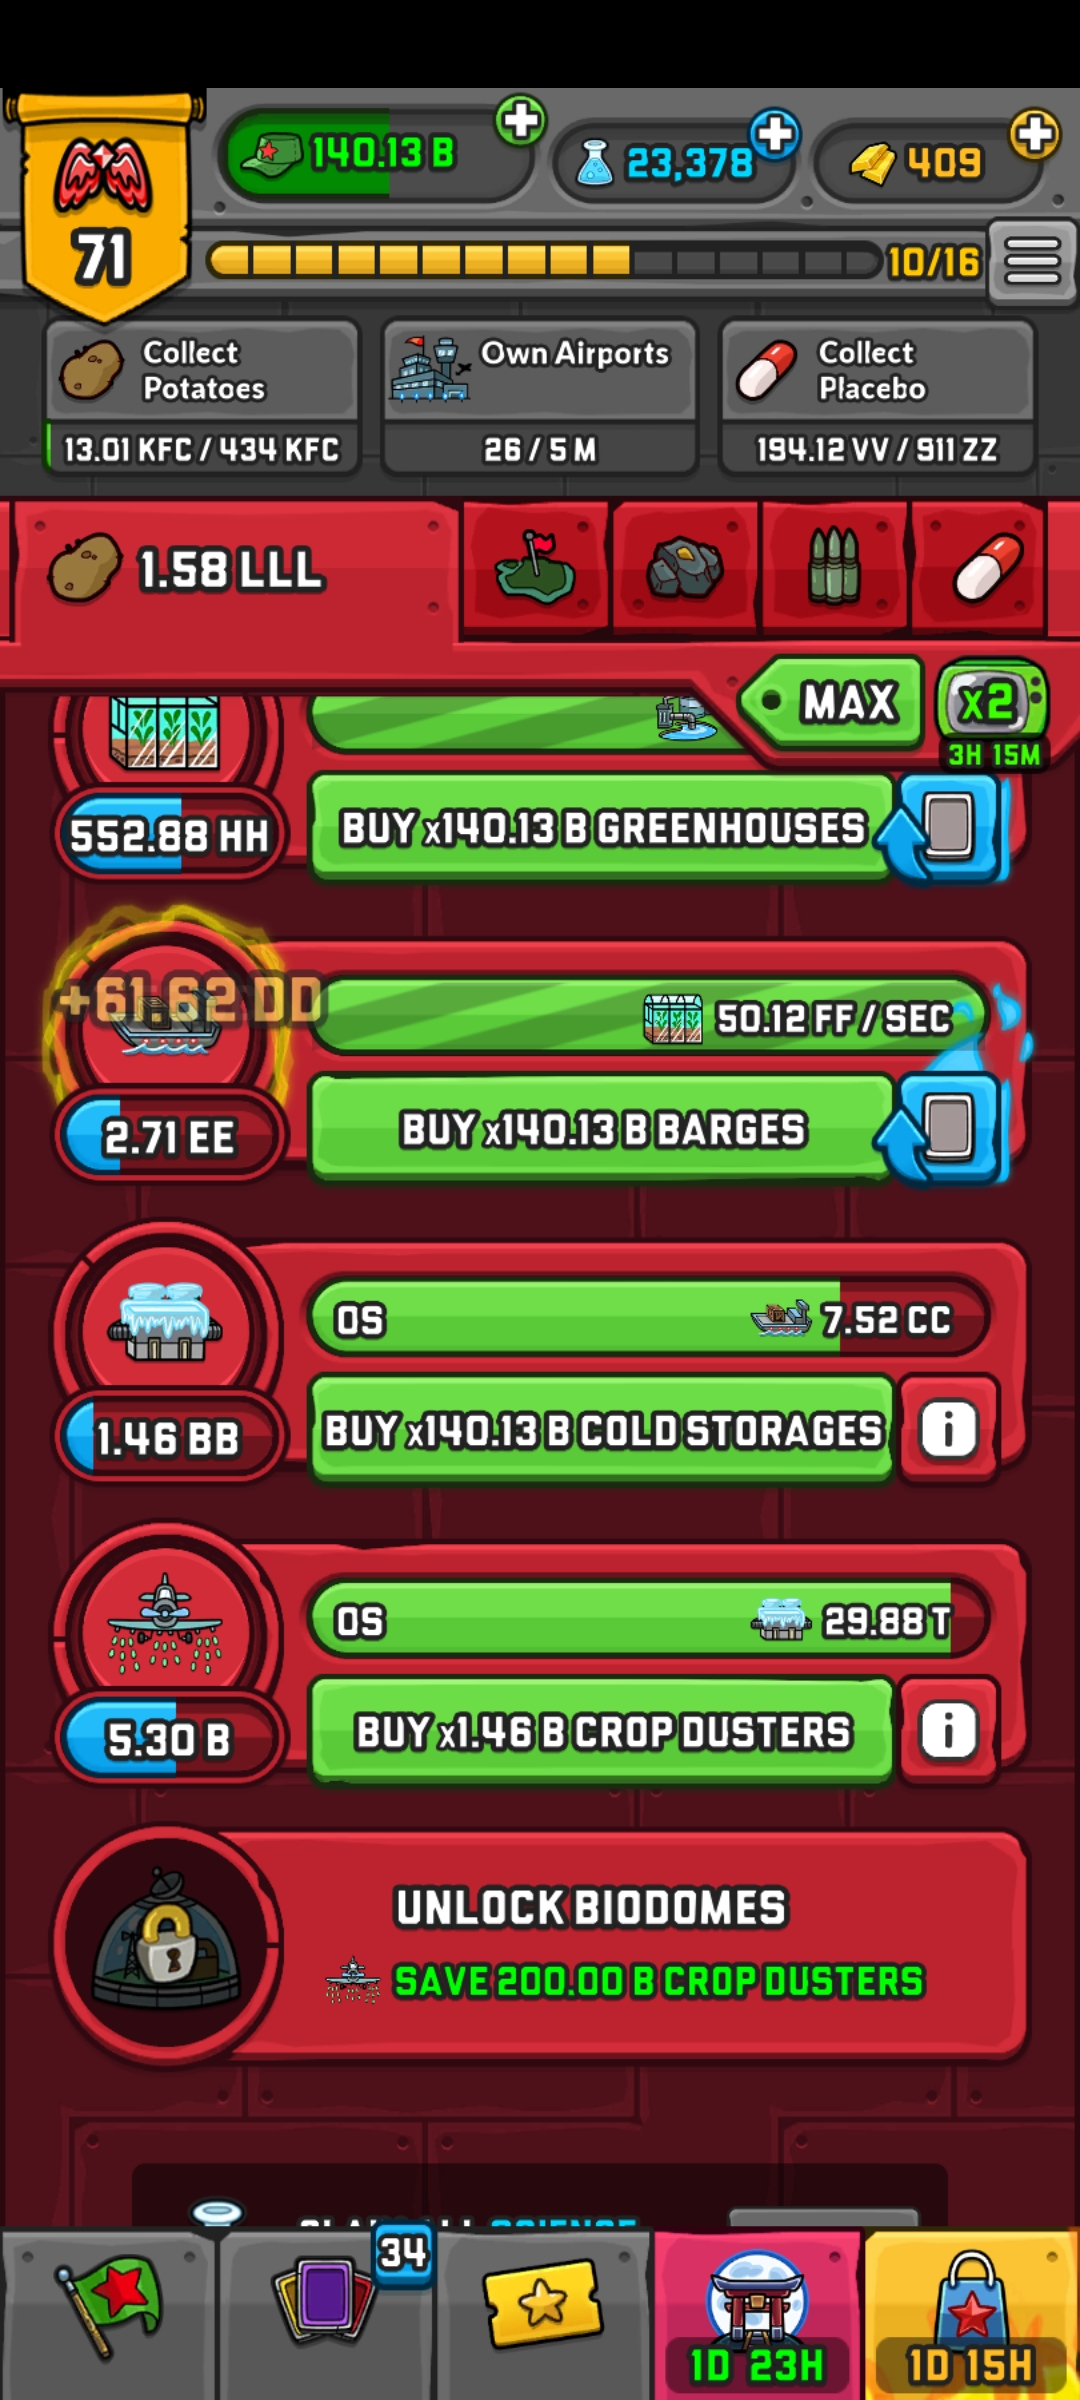 140.13 B
23,378
409
71
10/16
Collect
Potatoes
13.01 KFC / 434 KFC
Own Airports
26 / 5 M
Collect
Placebo
194.12 VV / 911 ZZ
1.58 LLL
MAX
x2
3H 15M
552.88 HH
BUY x140.13 B GREENHOUSES
+61.62 DD
50.12 FF / SEC
2.71 EE
BUY x140.13 B BARGES
0S
7.52 CC
1.46 BB
BUY x140.13 B COLD STORAGES
i
0S
29.88 T
5.30 B
BUY x1.46 B CROP DUSTERS
i
UNLOCK BIODOMES
SAVE 200.00 B CROP DUSTERS
34
1D 23H
1D 15H